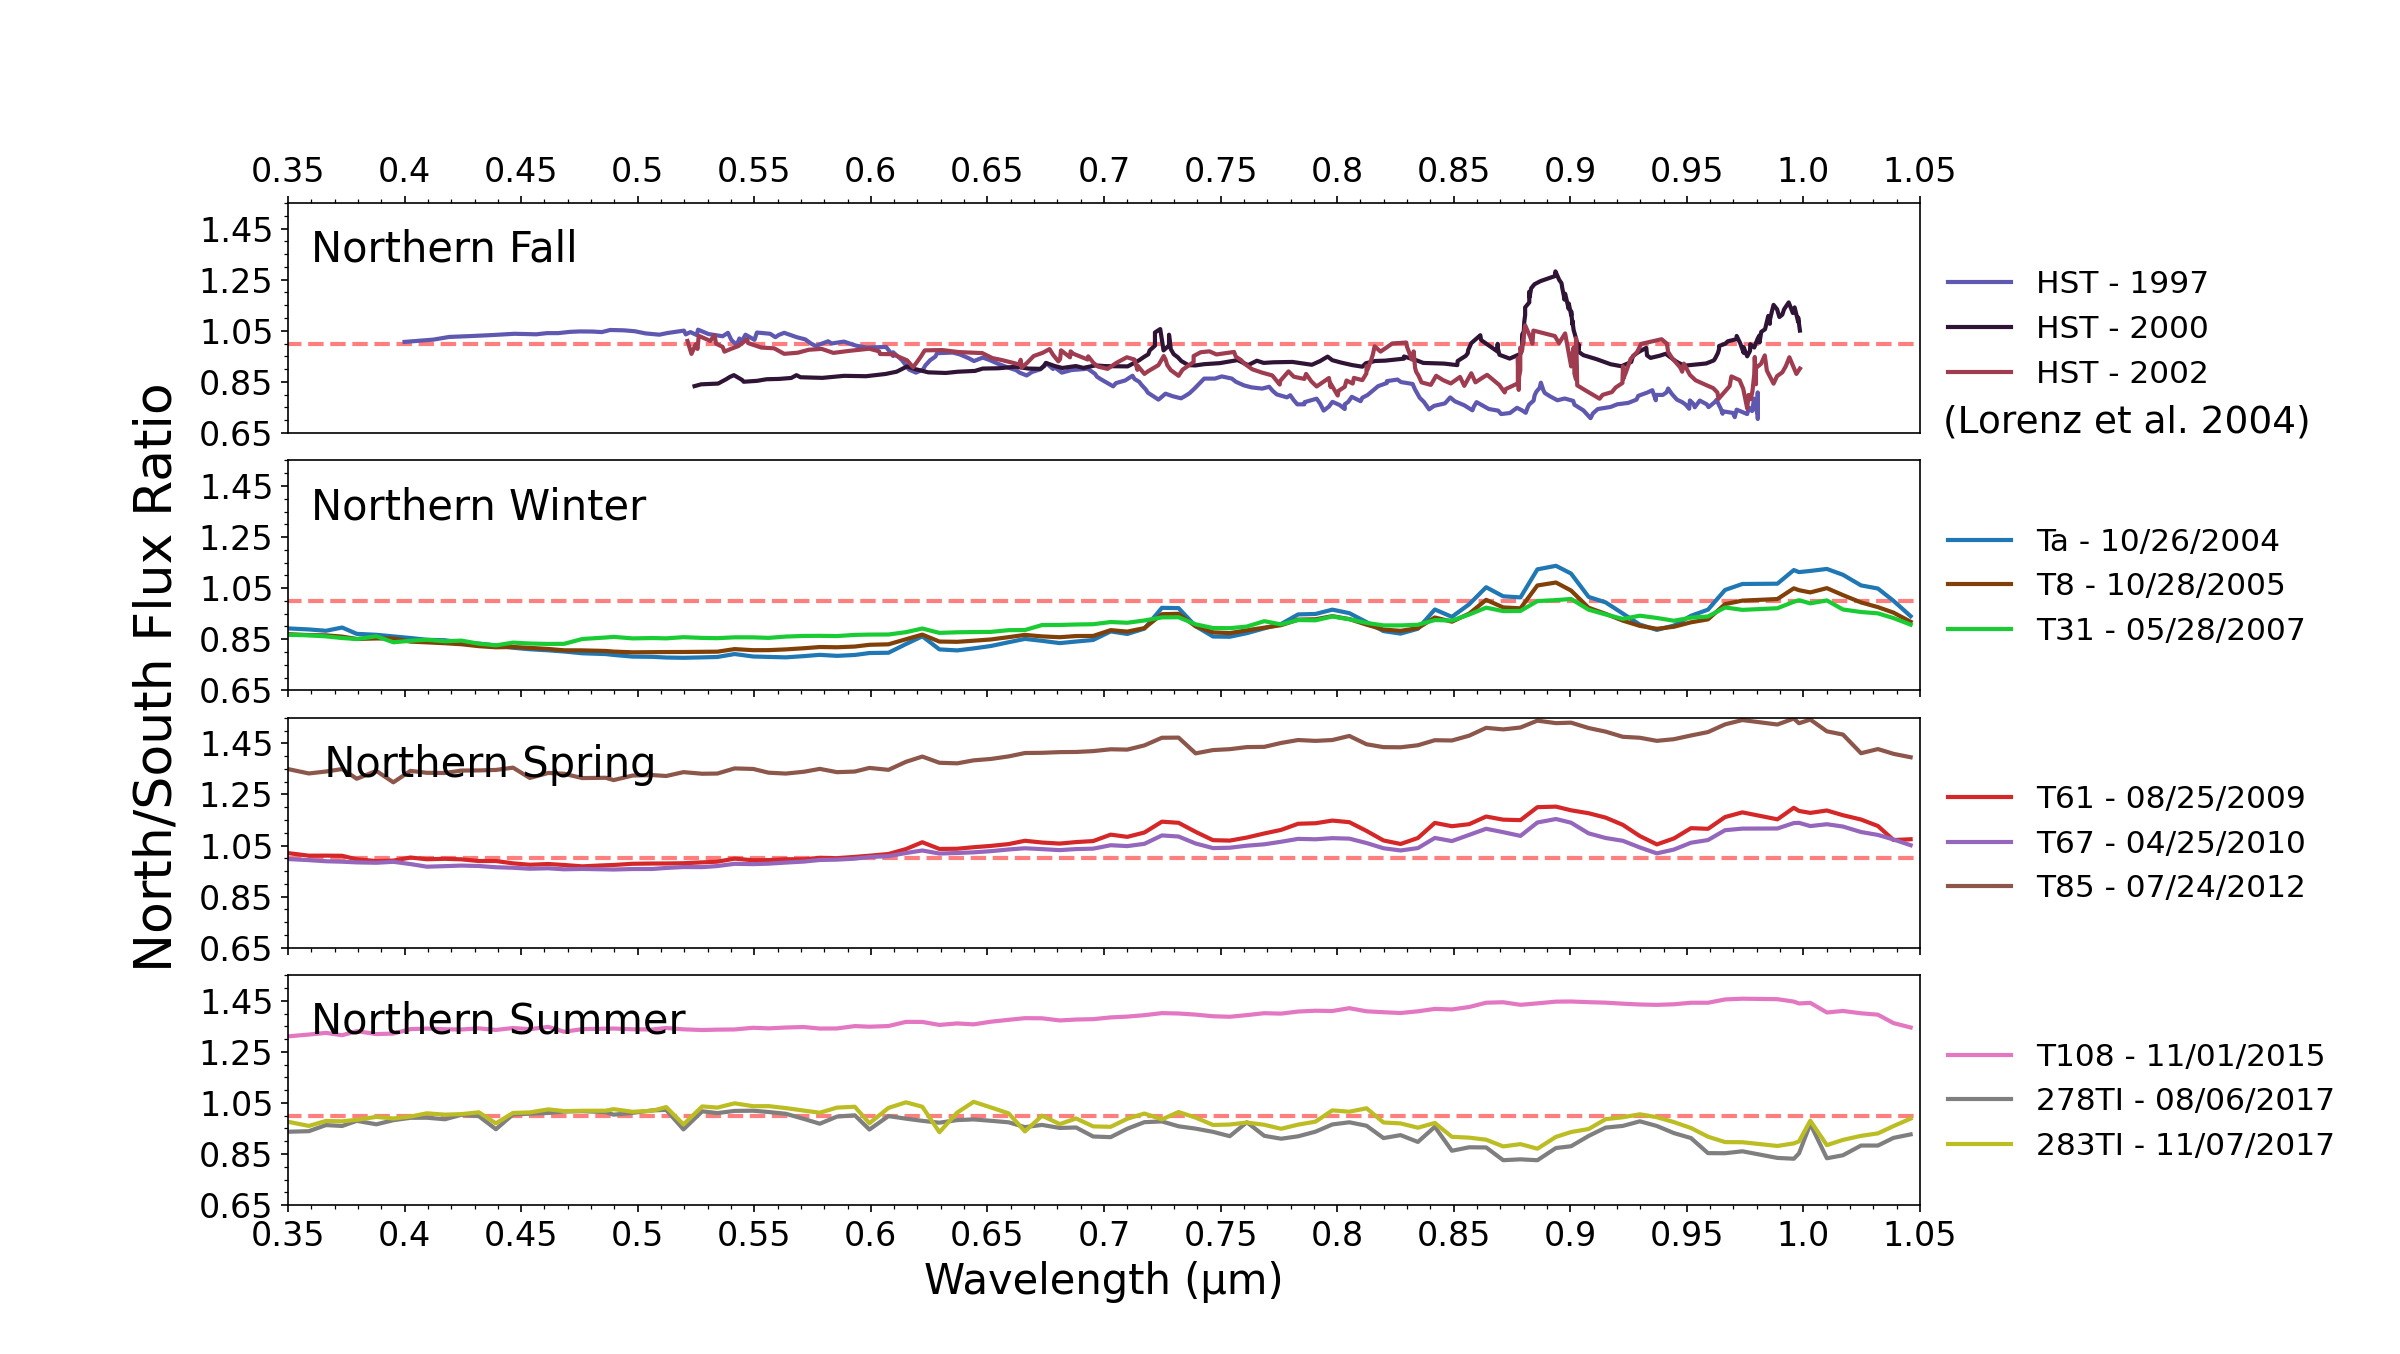 0.35 0.4 0.45 0.5 0.55 0.6 0.65 0.7 0.75 0.8 0.85 0.9 0.95 1.0 1.05
North/South Flux Ratio
1.45
1.25
1.05
0.85
0.65
Northern Fall
HST - 1997
HST - 2000
HST - 2002
(Lorenz et al. 2004)
1.45
1.25
1.05
0.85
0.65
Northern Winter
Ta - 10/26/2004
T8 - 10/28/2005
T31 - 05/28/2007
1.45
1.25
1.05
0.85
0.65
Northern Spring
T61 - 08/25/2009
T67 - 04/25/2010
T85 - 07/24/2012
1.45
1.25
1.05
0.85
0.65
Northern Summer
T108 - 11/01/2015
278TI - 08/06/2017
283TI - 11/07/2017
0.35 0.4 0.45 0.5 0.55 0.6 0.65 0.7 0.75 0.8 0.85 0.9 0.95 1.0 1.05
Wavelength (μm)